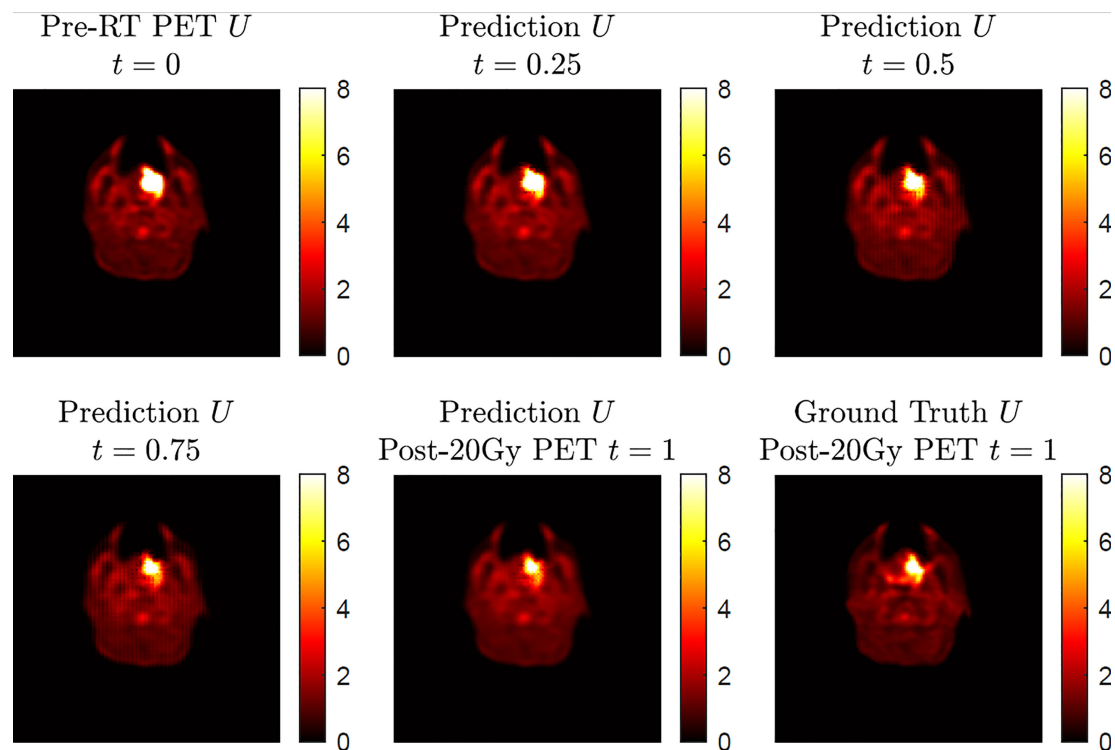 Pre-RT PET U
t = 0
8
6
4
2
0
Prediction U
t = 0.25
8
6
4
2
0
Prediction U
t = 0.5
8
6
4
2
0
Prediction U
t = 0.75
8
6
4
2
0
Prediction U
Post-20Gy PET t = 1
8
6
4
2
0
Ground Truth U
Post-20Gy PET t = 1
8
6
4
2
0